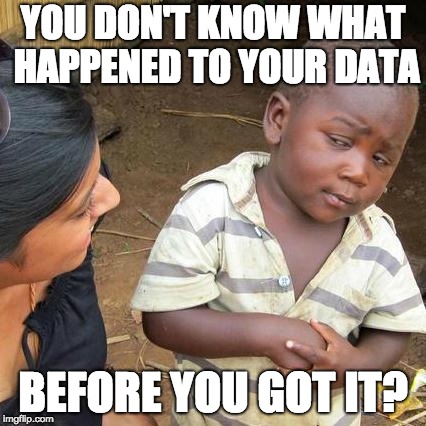 YOU DON'T KNOW WHAT
HAPPENED TO YOUR DATA
BEFORE YOU GOT IT?
imgflip.com